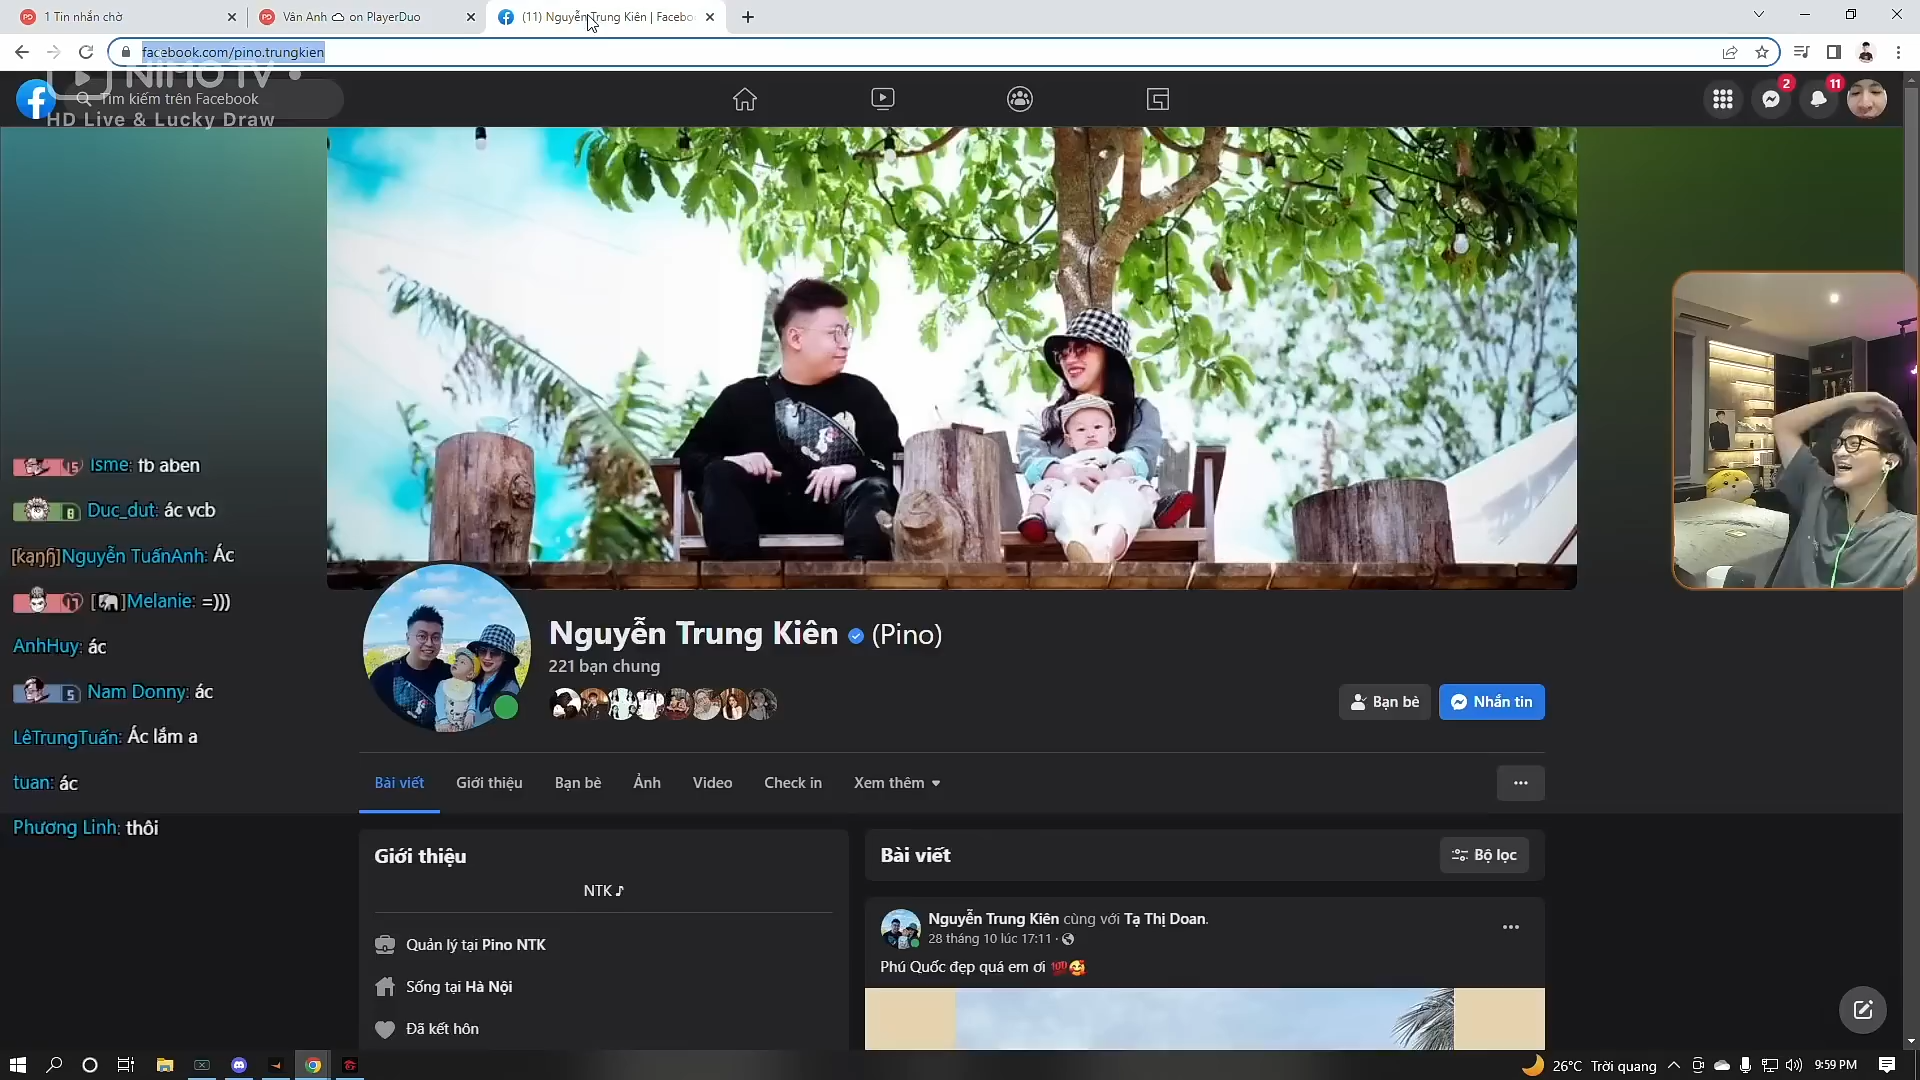 1 Tin nhắn chờ
Vân Anh on PlayerDuo
(11) Nguyễn Trung Kiên | Facebo
facebook.com/pino.trungkien
NIMO TV
Tìm kiếm trên Facebook
HD Live & Lucky Draw
2
11
15 Isme: fb aben
8 Duc_dut: ác vcb
Nguyễn TuấnAnh: Ác
17 Melanie: =)))
AnhHuy: ác
5 Nam Donny: ác
LêTrungTuấn: Ác lắm a
tuan: ác
Phương Linh: thôi
Nguyễn Trung Kiên (Pino)
221 bạn chung
Bạn bè
Nhắn tin
Bài viết
Giới thiệu
Bạn bè
Ảnh
Video
Check in
Xem thêm
Giới thiệu
NTK ♪
Quản lý tại Pino NTK
Sống tại Hà Nội
Đã kết hôn
Bài viết
Bộ lọc
Nguyễn Trung Kiên cùng với Tạ Thị Doan.
28 tháng 10 lúc 17:11 ·
Phú Quốc đẹp quá em ơi 💯🥰
26°C Trời quang
9:59 PM